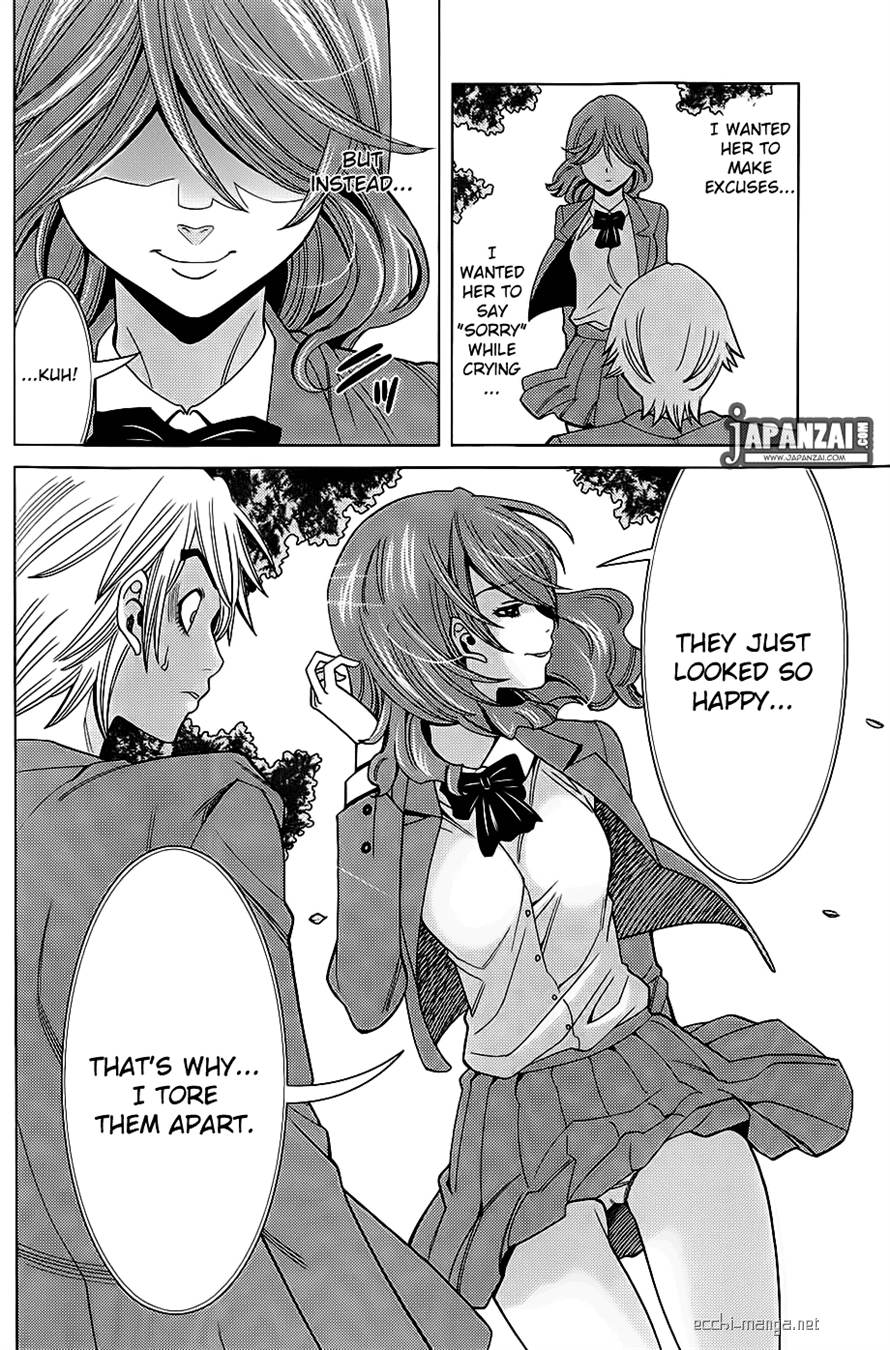 I WANTED
HER TO
MAKE
EXCUSES...
I
WANTED
HER TO
SAY
"SORRY"
WHILE
CRYING
...
BUT
INSTEAD...
...KUH!
JAPANZAI.COM
WWW.JAPANZAI.COM
THEY JUST
LOOKED SO
HAPPY...
THAT'S WHY...
I TORE
THEM APART.
ecchi-manga.net